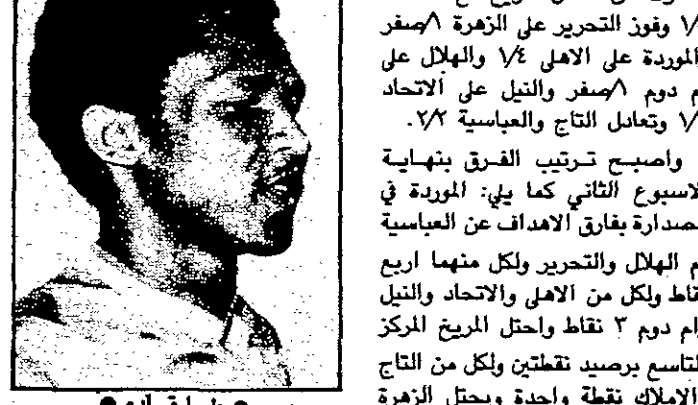 ١/ وفوز التحرير على الزهرة ١/صفر
الموردة على الاهلى ٤/١ والهلال على
م دوم ١/صفر والنيل على الاتحاد
١/ وتعادل التاج والعباسية ٢/٢.
واصبح ترتيب الفرق بنهاية
لاسبوع الثاني كما يلي: الموردة في
صدارة بفارق الاهداف عن العباسية
م الهلال والتحرير ولكل منهما اربع
قاط ولكل من الاهلى والاتحاد والنيل
ام دوم ٣ نقاط واحتل المريخ المركز
لتاسع برصيد نقطتين ولكل من التاج
الاملاك نقطة واحدة ويحتل الزهرة